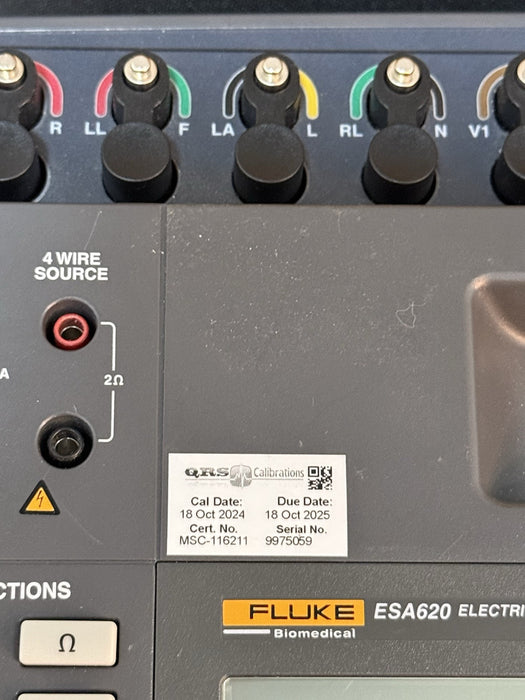 R LL F LA L RL N V1
4 WIRE
SOURCE
A
2Ω
QRS Calibrations
Cal Date: Due Date:
18 Oct 2024 18 Oct 2025
Cert. No. Serial No.
MSC-116211 9975059
CTIONS
FLUKE ESA620 ELECTRI
Biomedical
Ω